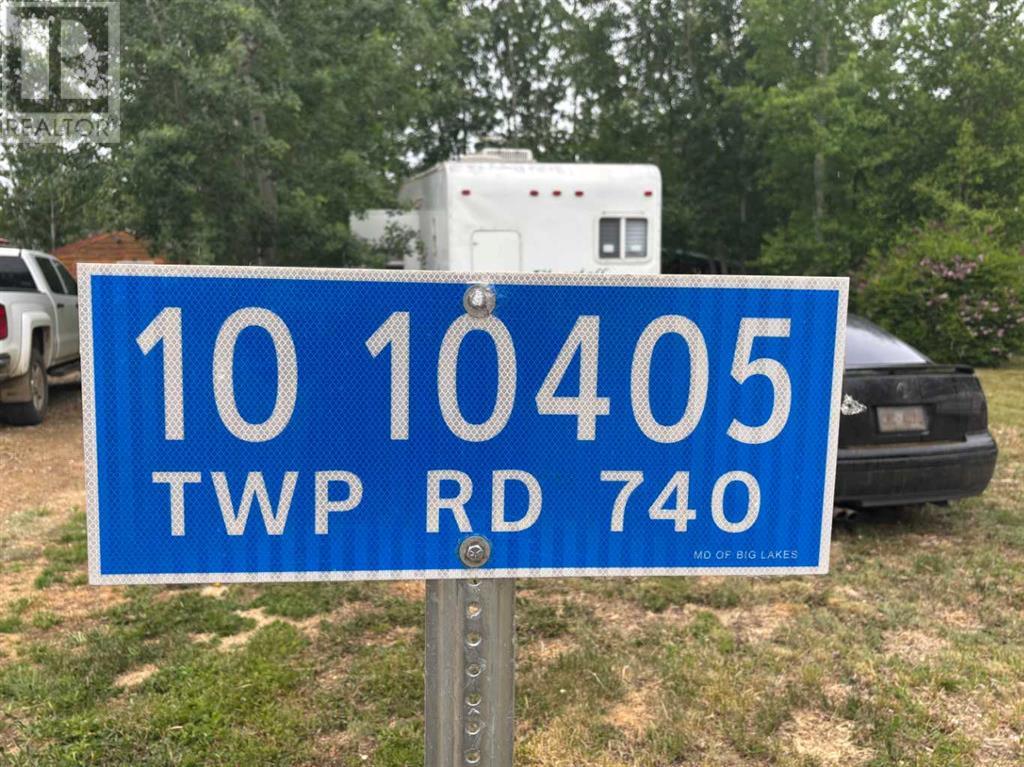 REALTOR®
10 10405
TWP RD 740
MD OF BIG LAKES